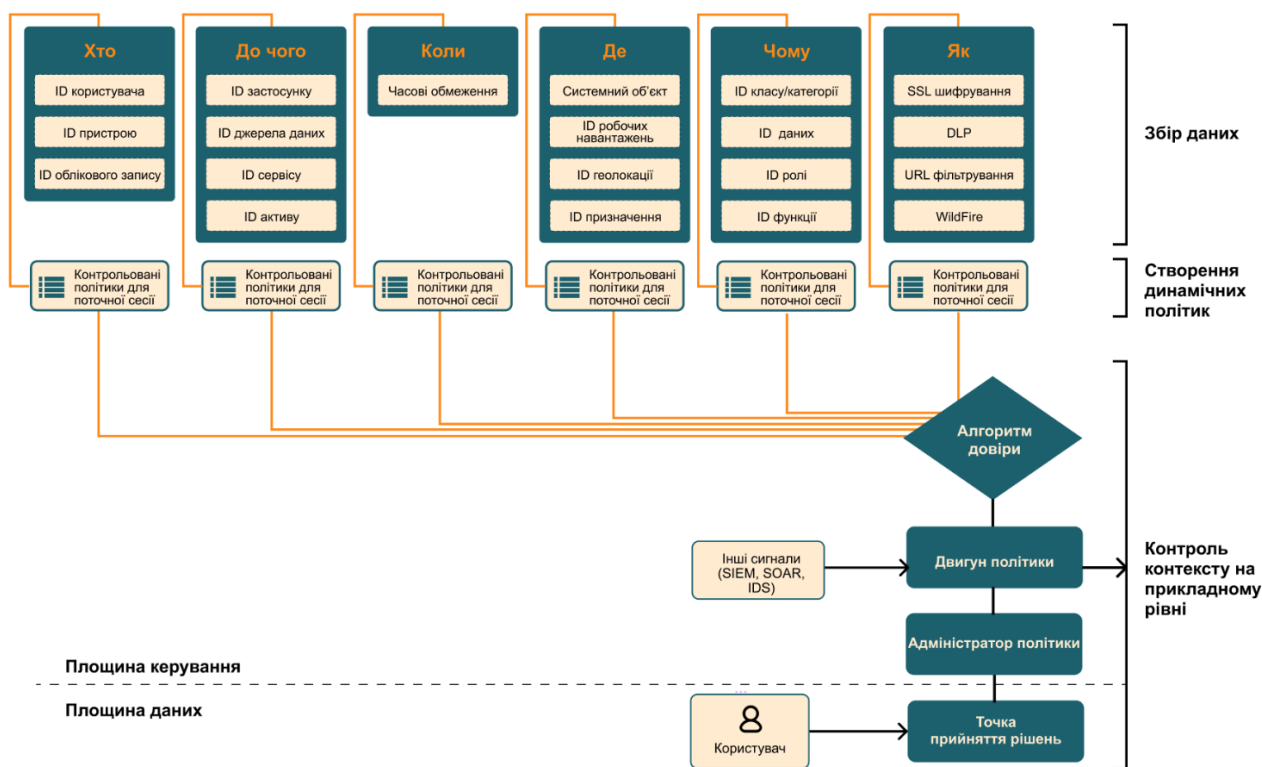 Хто
ID користувача
ID пристрою
ID облікового запису
До чого
ID застосунку
ID джерела даних
ID сервісу
ID активу
Коли
Часові обмеження
Де
Системний об'єкт
ID робочих
навантажень
ID геолокації
ID призначення
Чому
ID класу/категорії
ID даних
ID ролі
ID функції
Як
SSL шифрування
DLP
URL фільтрування
WildFire
Збір даних
Контрольовані
політики для
поточної сесії
Контрольовані
політики для
поточної сесії
Контрольовані
політики для
поточної сесії
Контрольовані
політики для
поточної сесії
Контрольовані
політики для
поточної сесії
Контрольовані
політики для
поточної сесії
Створення
динамічних
політик
Алгоритм
довіри
Інші сигнали
(SIEM, SOAR,
IDS)
Двигун політики
Контроль
контексту на
прикладному
рівні
Адміністратор політики
Площина керування
Площина даних
...
Користувач
Точка
прийняття рішень